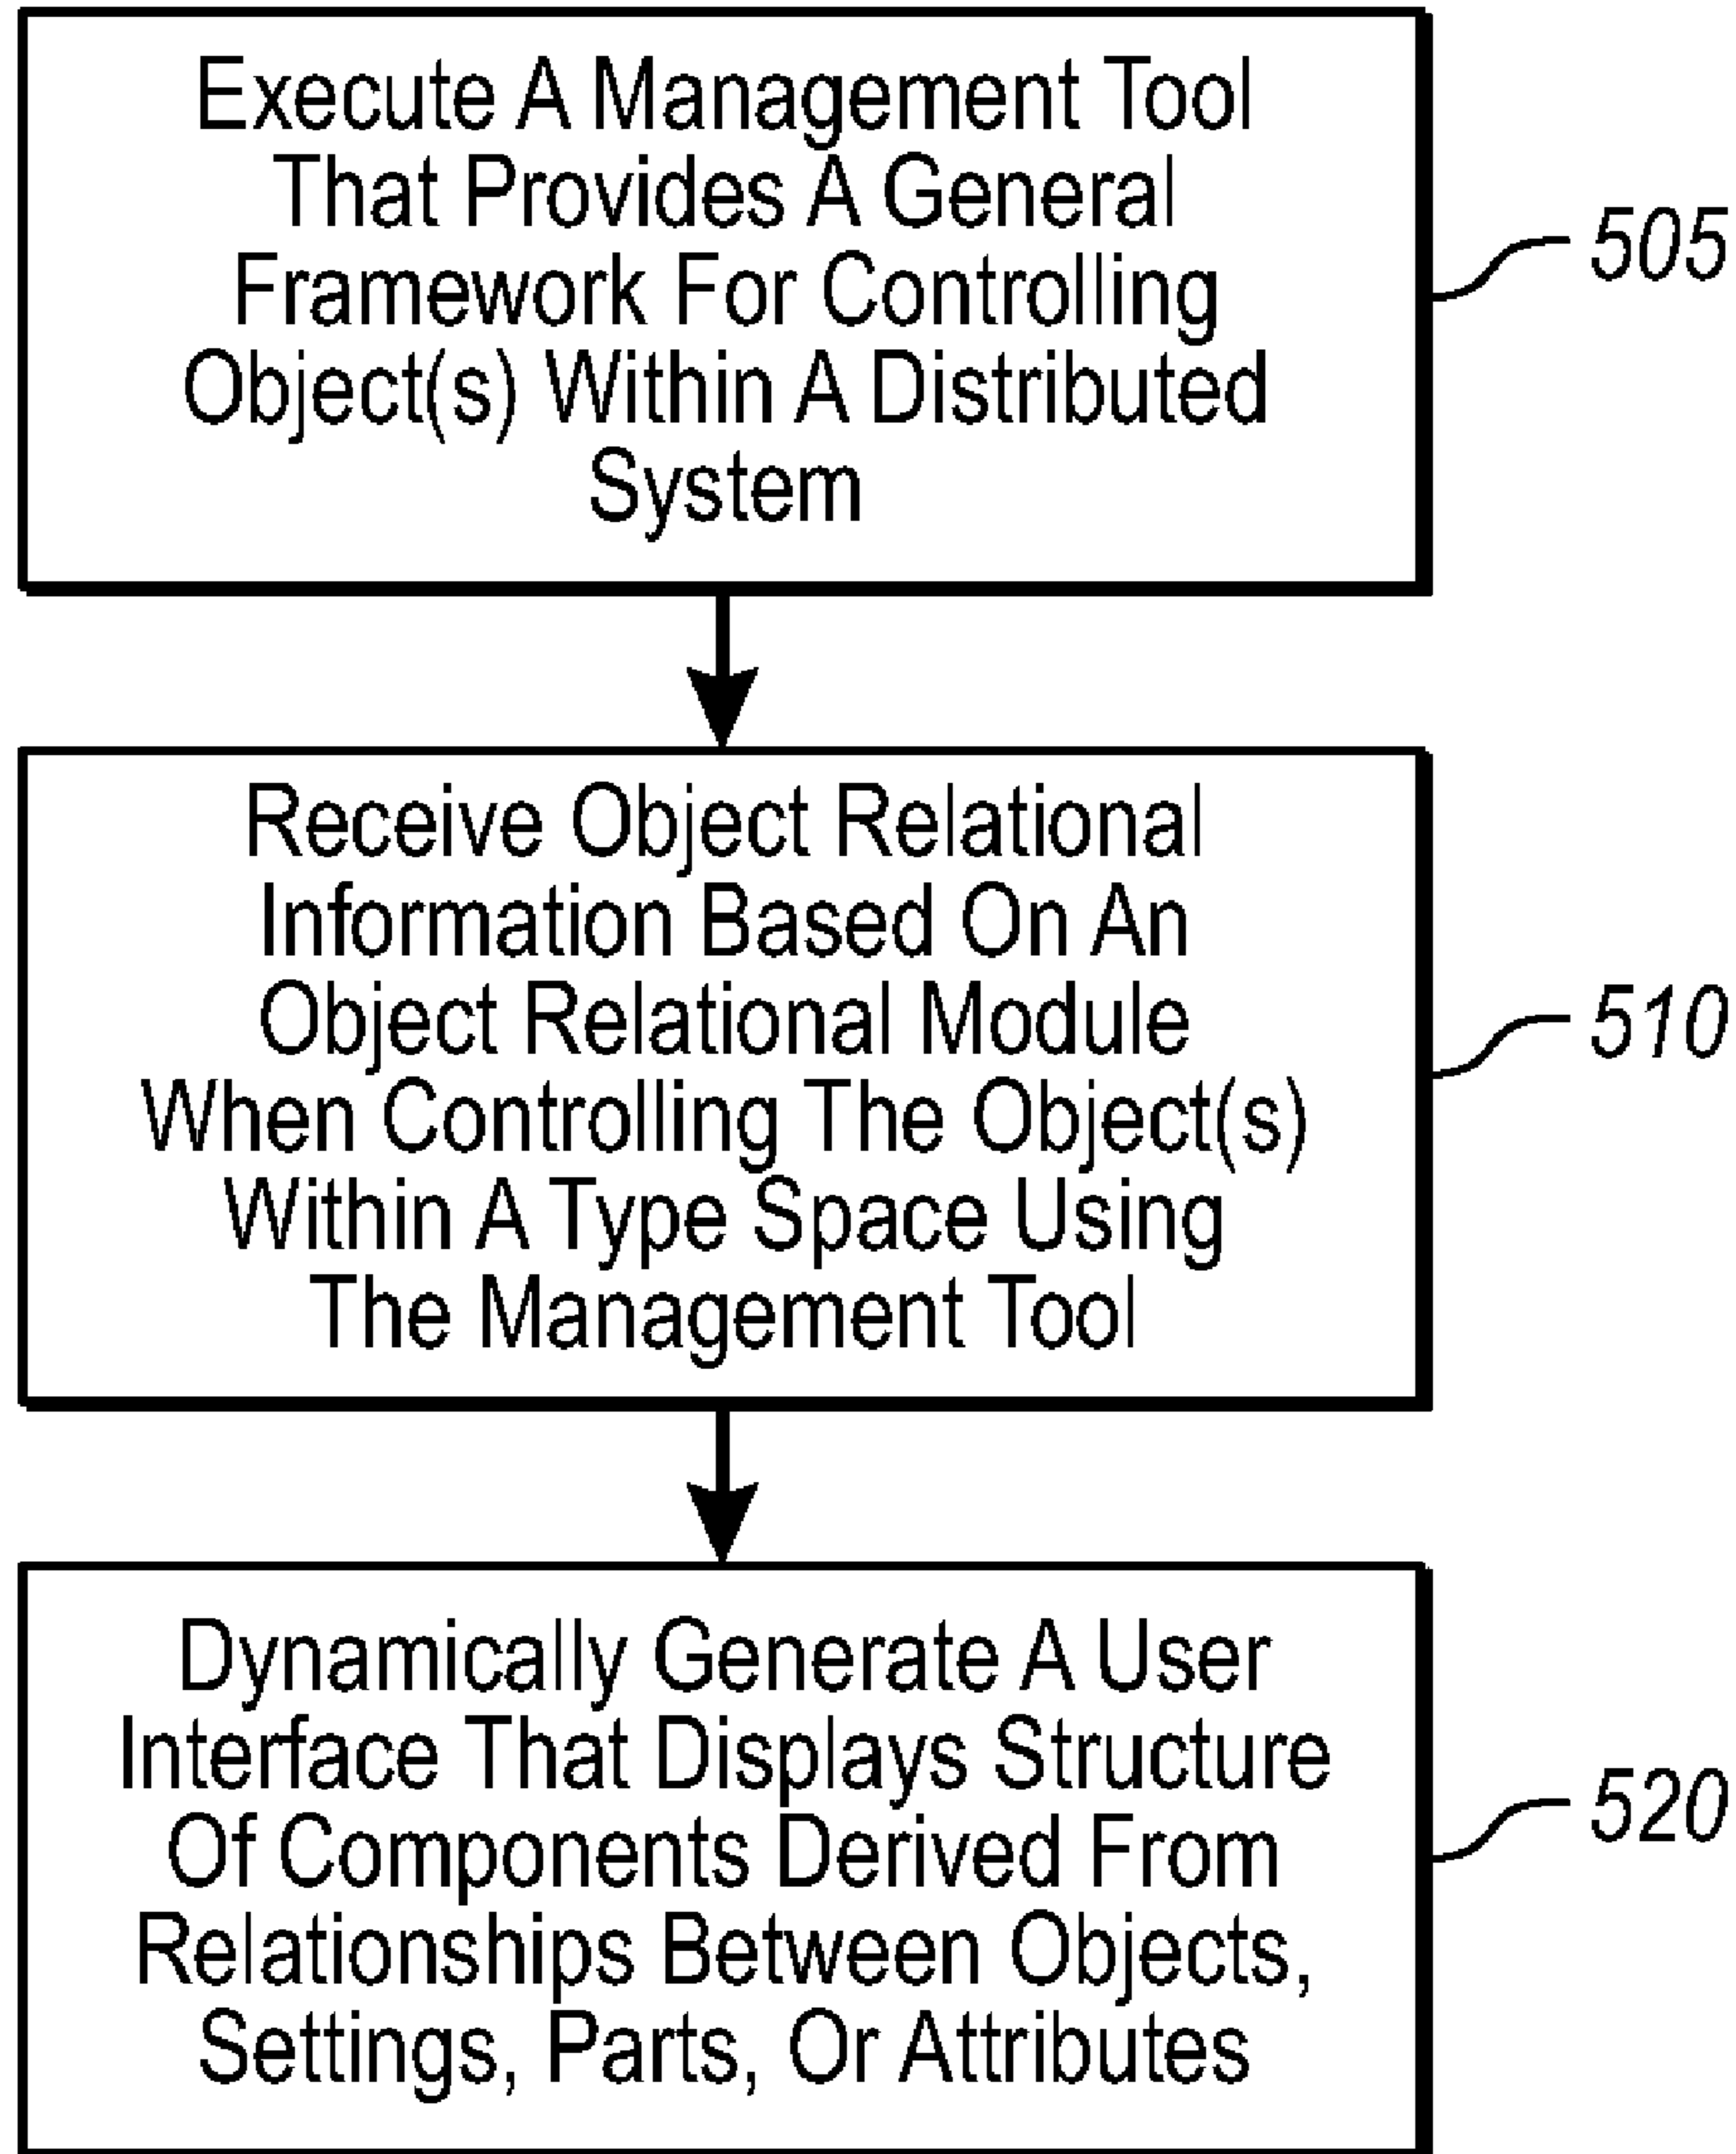 Execute A Management Tool
That Provides A General
Framework For Controlling
Object(s) Within A Distributed
System
505
Receive Object Relational
Information Based On An
Object Relational Module
When Controlling The Object(s)
Within A Type Space Using
The Management Tool
510
Dynamically Generate A User
Interface That Displays Structure
Of Components Derived From
Relationships Between Objects,
Settings, Parts, Or Attributes
520